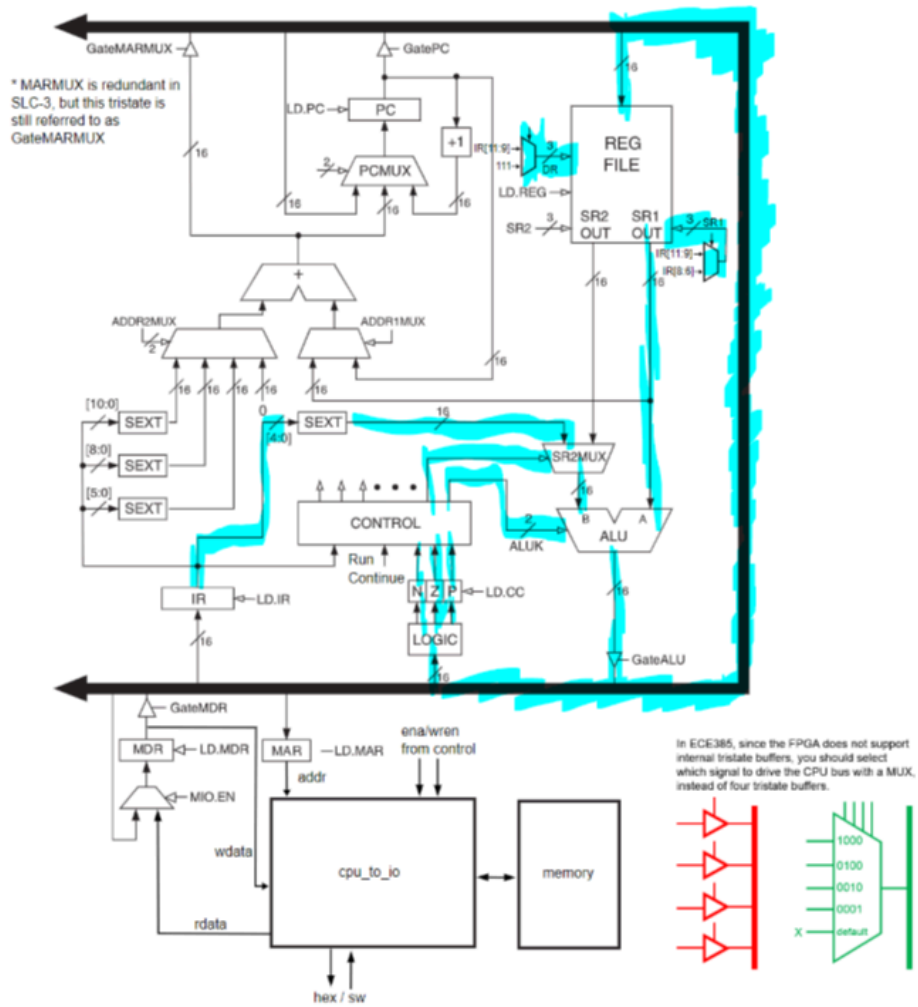 GateMARMUX
GatePC
16
* MARMUX is redundant in
SLC-3, but this tristate is
still referred to as
GateMARMUX
LD.PC
PC
+1
2
PCMUX
16
16
16
16
IR[11:9]
111
3
DR
LD.REG
REG
FILE
SR2
3
SR2
OUT
SR1
OUT
3
SR1
IR[11:9]
IR[8:6]
16
16
+
ADDR2MUX
2
ADDR1MUX
16
16
16
16
16
16
16
0
[10:0]
SEXT
[4:0]
SEXT
16
[8:0]
SEXT
SR2MUX
[5:0]
SEXT
16
CONTROL
2
ALUK
B
A
ALU
Run
Continue
IR
LD.IR
N
Z
P
LD.CC
LOGIC
16
16
16
GateALU
GateMDR
MDR
LD.MDR
MAR
LD.MAR
ena/wren
from control
addr
MIO.EN
wdata
rdata
cpu_to_io
memory
hex / sw
In ECE385, since the FPGA does not support
internal tristate buffers, you should select
which signal to drive the CPU bus with a MUX,
instead of four tristate buffers.
1000
0100
0010
0001
X
default